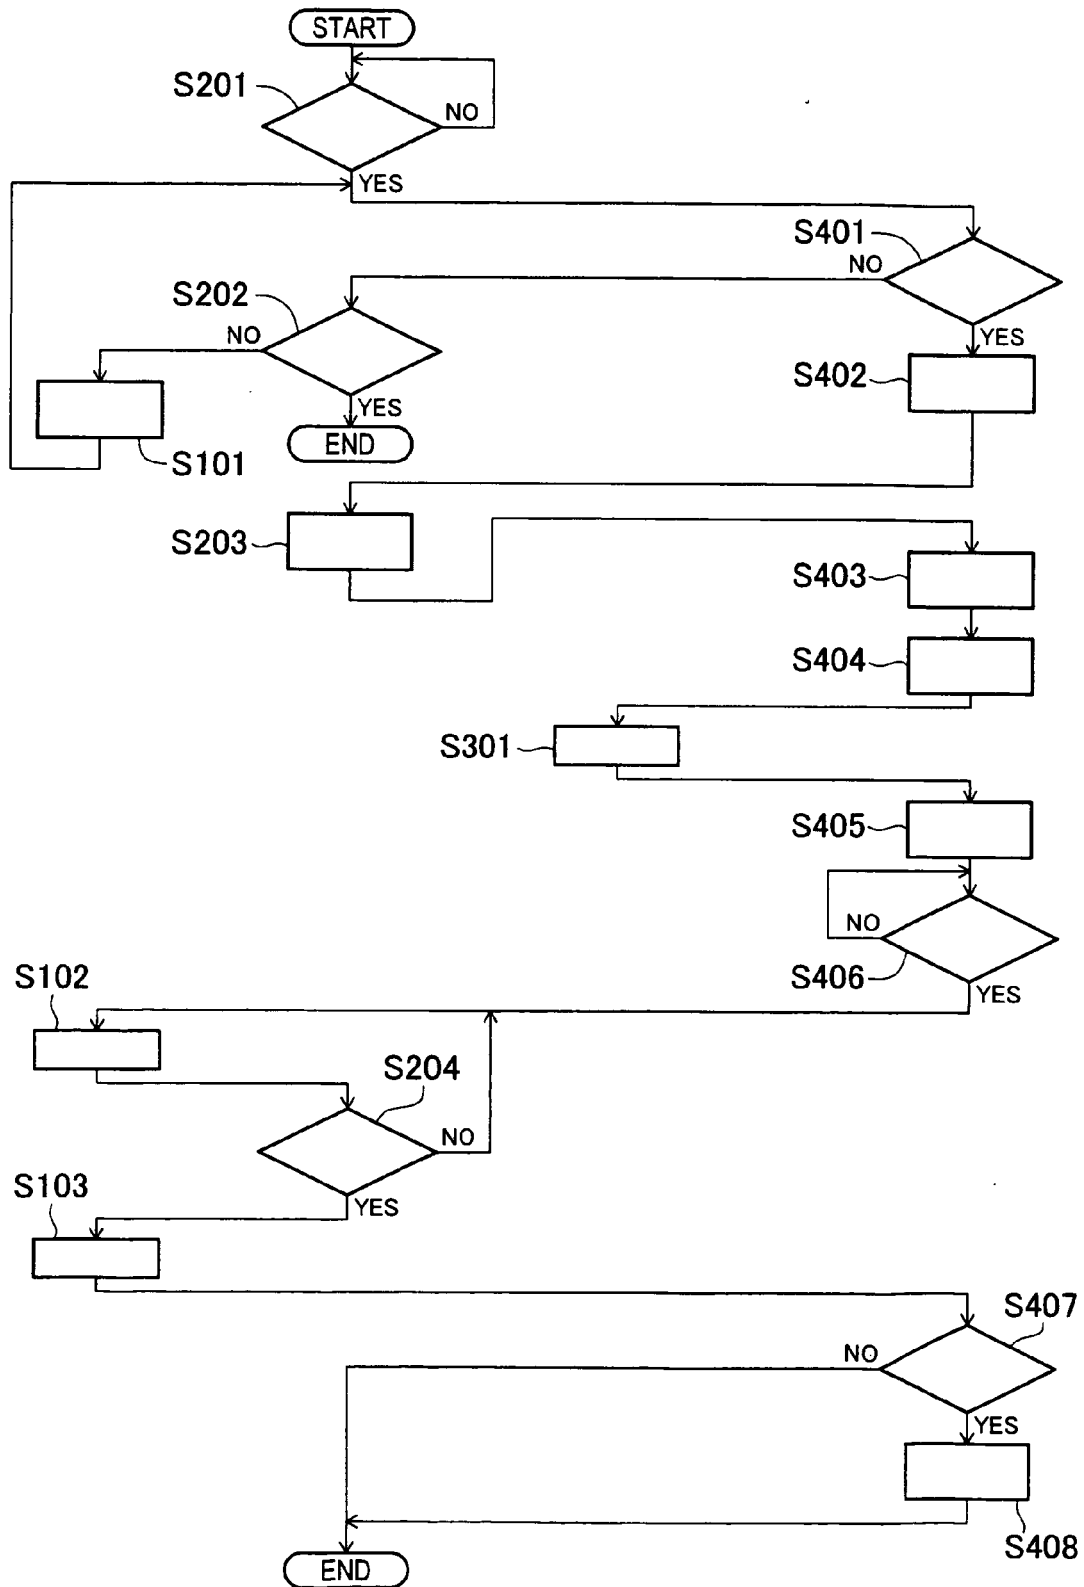 START
S201
NO
YES
S401
NO
S202
NO
YES
S402
YES
END
S101
S203
S403
S404
S301
S405
NO
S406
YES
S102
S204
NO
S103
YES
S407
NO
YES
S408
END